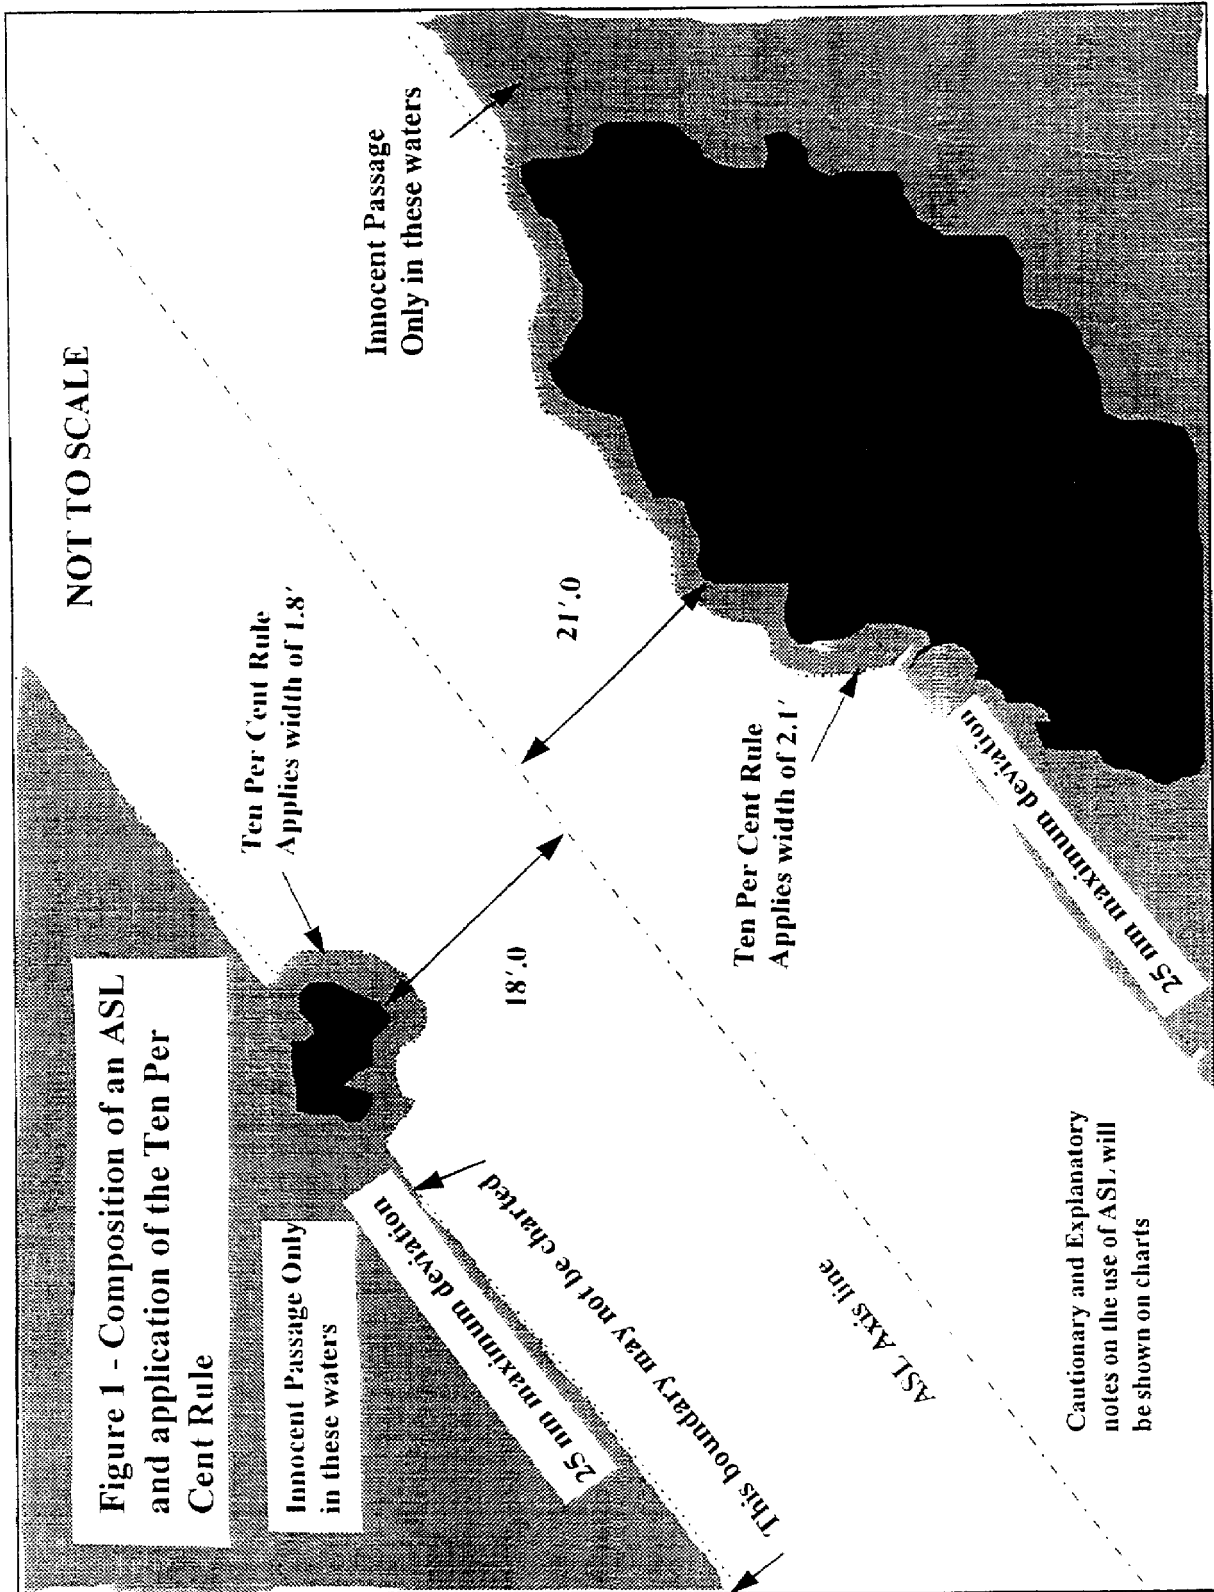 Figure 1 - Composition of an ASL
and application of the Ten Per
Cent Rule
NOT TO SCALE
Innocent Passage Only
in these waters
Ten Per Cent Rule
Applies width of 1.8'
Innocent Passage
Only in these waters
25 nm maximum deviation
This boundary may not be charted
18'.0
21'.0
Ten Per Cent Rule
Applies width of 2.1'
ASL Axis line
25 nm maximum deviation
Cautionary and Explanatory
notes on the use of ASL will
be shown on charts